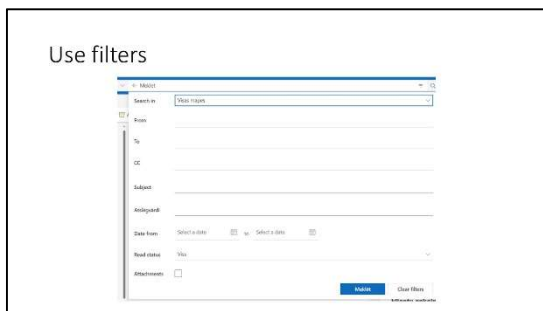 Use filters
← Meklēt
Search in Visas mapes
From
To
CC
Subject
Atslēgvārdi
Date from Select a date to Select a date
Read status Visi
Attachments
Meklēt Clear filters